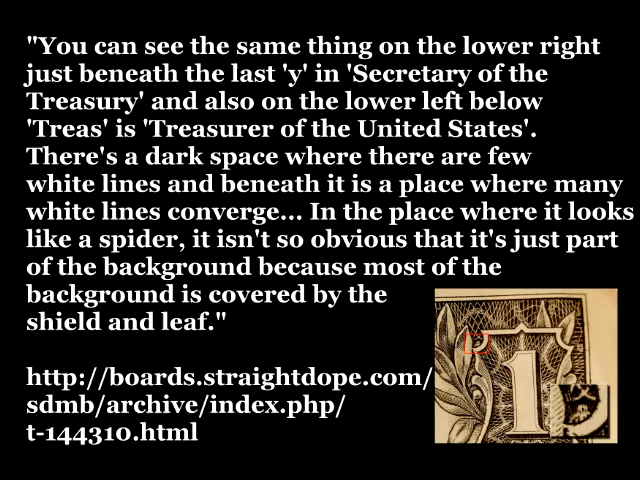 "You can see the same thing on the lower right
just beneath the last 'y' in 'Secretary of the
Treasury' and also on the lower left below
'Treas' is 'Treasurer of the United States'.
There's a dark space where there are few
white lines and beneath it is a place where many
white lines converge... In the place where it looks
like a spider, it isn't so obvious that it's just part
of the background because most of the
background is covered by the
shield and leaf."
http://boards.straightdope.com/
sdmb/archive/index.php/
t-144310.html
1